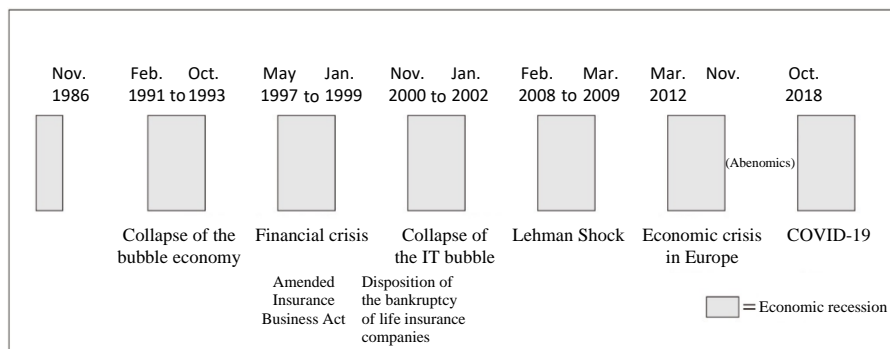 Nov.
1986
Feb. Oct.
1991 to 1993
May Jan.
1997 to 1999
Nov. Jan.
2000 to 2002
Feb. Mar.
2008 to 2009
Mar. Nov.
2012
Oct.
2018
(Abenomics)
Collapse of the
bubble economy
Financial crisis
Collapse of
the IT bubble
Lehman Shock
Economic crisis
in Europe
COVID-19
Amended
Insurance
Business Act
Disposition of
the bankruptcy
of life insurance
companies
= Economic recession